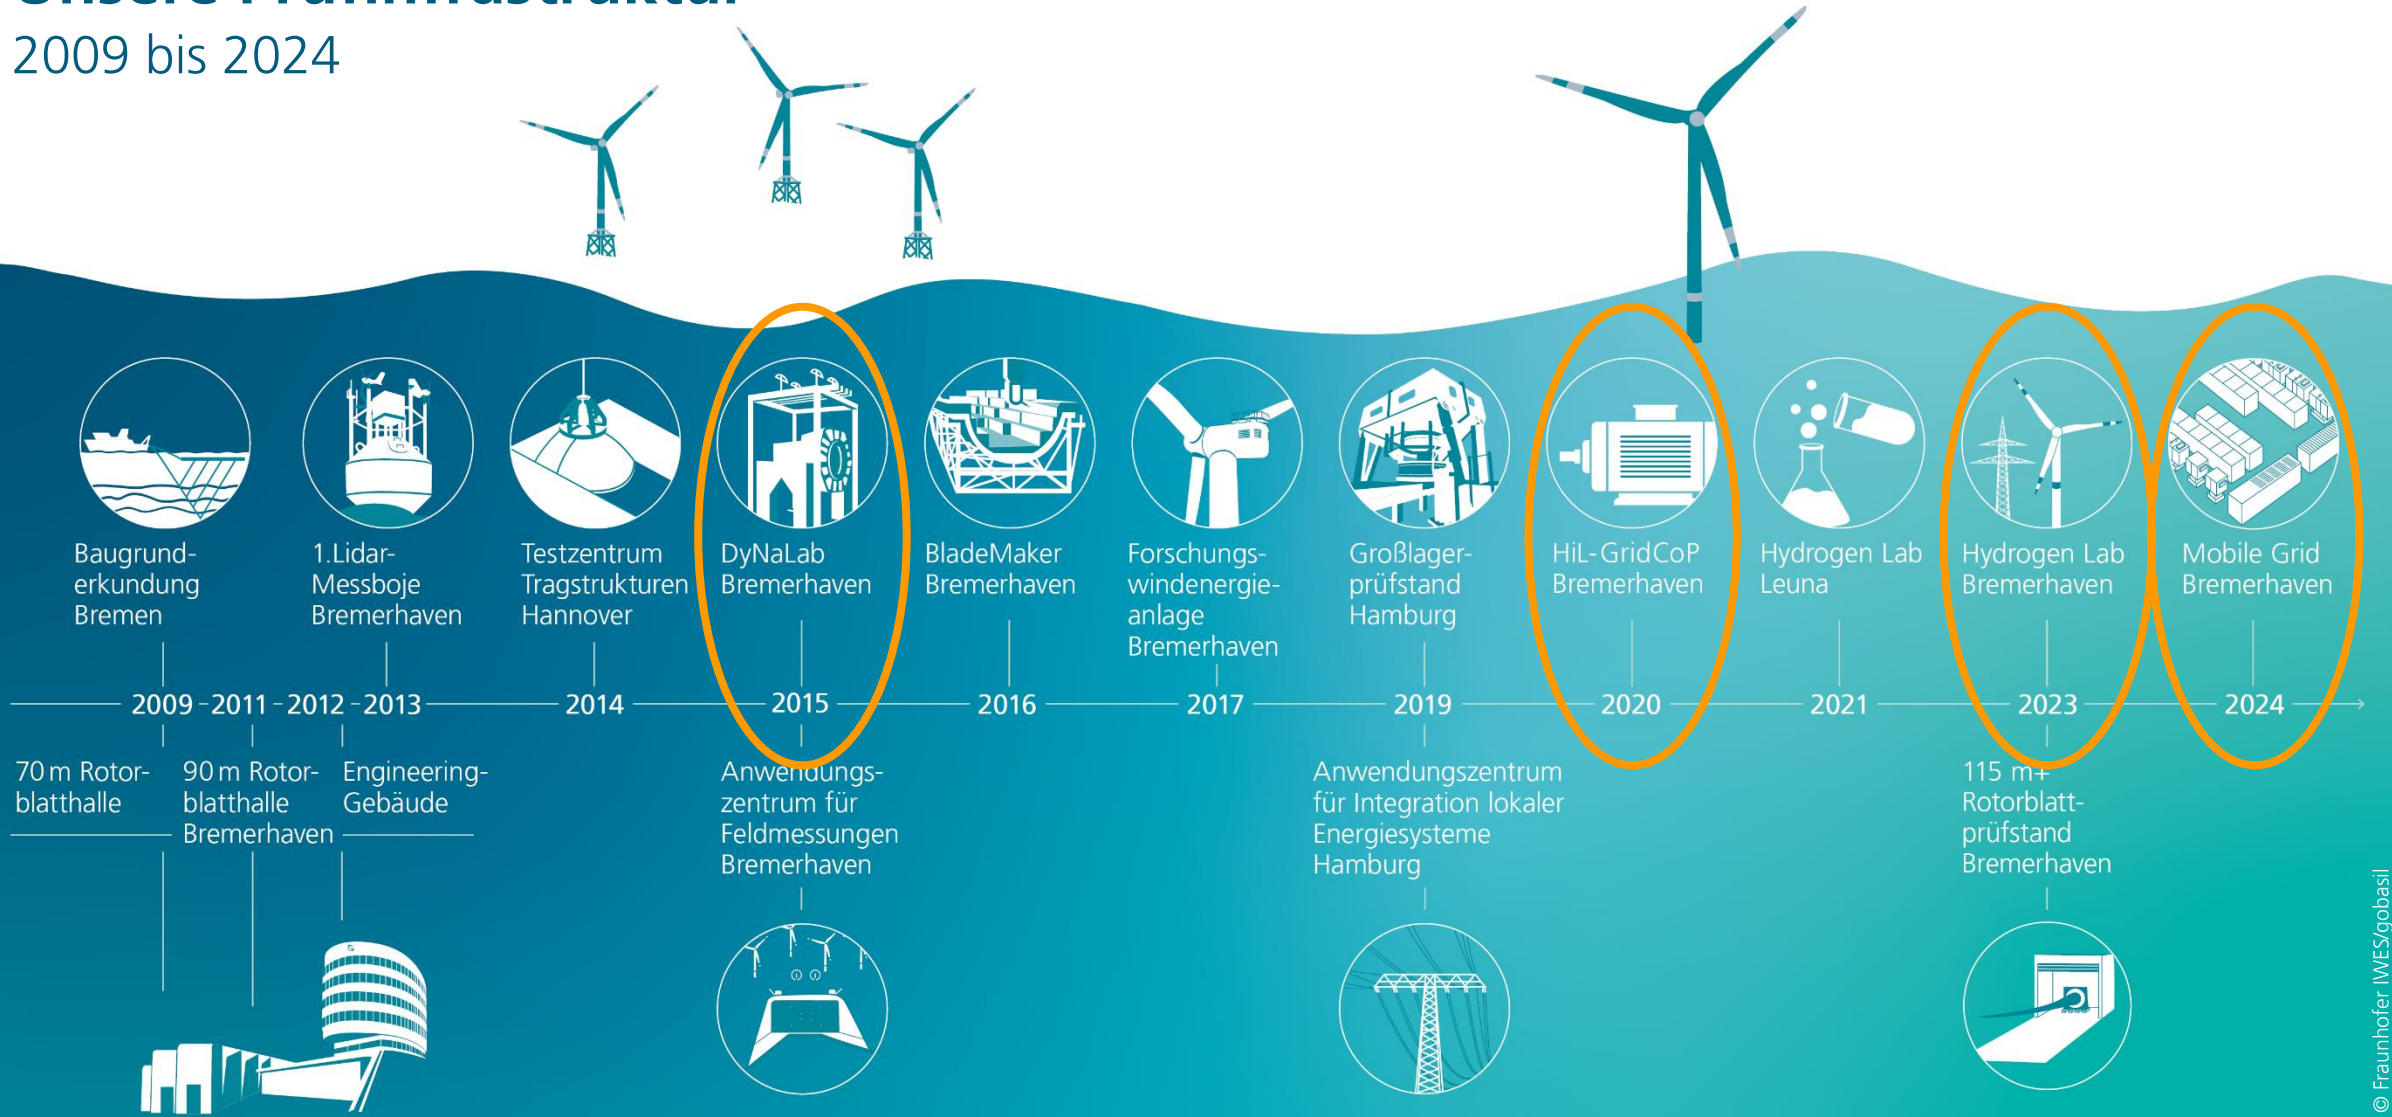 2009 bis 2024
Baugrund-
erkundung
Bremen
1.Lidar-
Messboje
Bremerhaven
Testzentrum
Tragstrukturen
Hannover
DyNaLab
Bremerhaven
BladeMaker
Bremerhaven
Forschungs-
windenergie-
anlage
Bremerhaven
Großlager-
prüfstand
Hamburg
HiL-GridCoP
Bremerhaven
Hydrogen Lab
Leuna
Hydrogen Lab
Bremerhaven
Mobile Grid
Bremerhaven
2009 - 2011 - 2012 - 2013 2014 2015 2016 2017 2019 2020 2021 2023 2024
70 m Rotor-
blatthalle
90 m Rotor-
blatthalle
Bremerhaven
Engineering-
Gebäude
Anwendungs-
zentrum für
Feldmessungen
Bremerhaven
Anwendungszentrum
für Integration lokaler
Energiesysteme
Hamburg
115 m+
Rotorblatt-
prüfstand
Bremerhaven
© Fraunhofer IWES/gobasil